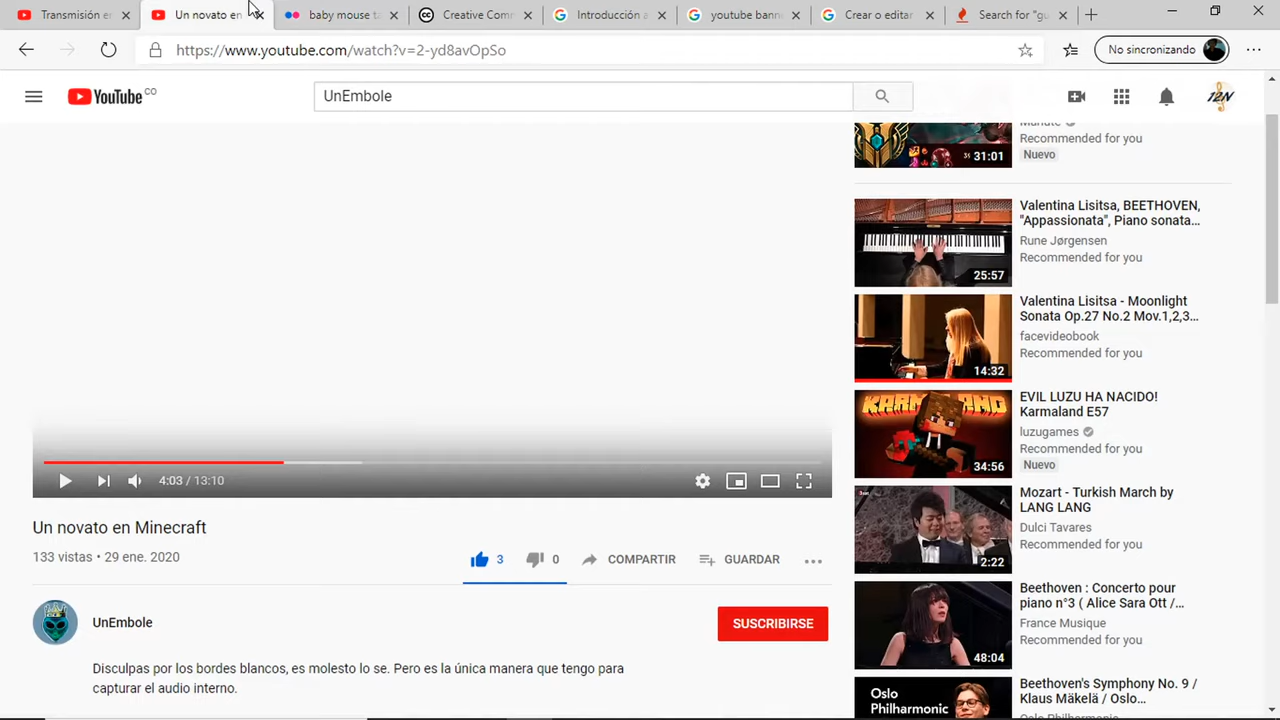 Transmisión e
Un novato en
baby mouse ta
Creative Comm
Introducción a
youtube bann
Crear o editar
Search for "gu
https://www.youtube.com/watch?v=2-yd8avOpSo
No sincronizando
YouTube CO
UnEmbole
12N
31:01
Recommended for you
Nuevo
Valentina Lisitsa, BEETHOVEN,
"Appassionata", Piano sonata...
Rune Jørgensen
Recommended for you
25:57
Valentina Lisitsa - Moonlight
Sonata Op.27 No.2 Mov.1,2,3...
facevideobook
Recommended for you
14:32
KARMALAND
EVIL LUZU HA NACIDO!
Karmaland E57
luzugames
Recommended for you
Nuevo
34:56
4:03 / 13:10
Un novato en Minecraft
133 vistas • 29 ene. 2020
3
0
COMPARTIR
GUARDAR
UnEmbole
SUSCRIBIRSE
Disculpas por los bordes blancos, es molesto lo se. Pero es la única manera que tengo para
capturar el audio interno.
Mozart - Turkish March by
LANG LANG
Dulci Tavares
Recommended for you
2:22
Beethoven : Concerto pour
piano n°3 ( Alice Sara Ott /...
France Musique
Recommended for you
48:04
Oslo
Philharmonic
Beethoven's Symphony No. 9 /
Klaus Mäkelä / Oslo...